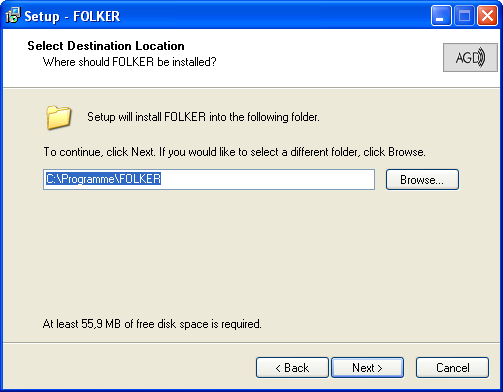 Setup - FOLKER
Select Destination Location
Where should FOLKER be installed?
AGD
Setup will install FOLKER into the following folder.
To continue, click Next. If you would like to select a different folder, click Browse.
C:\Programme\FOLKER
Browse...
At least 55,9 MB of free disk space is required.
< Back
Next >
Cancel